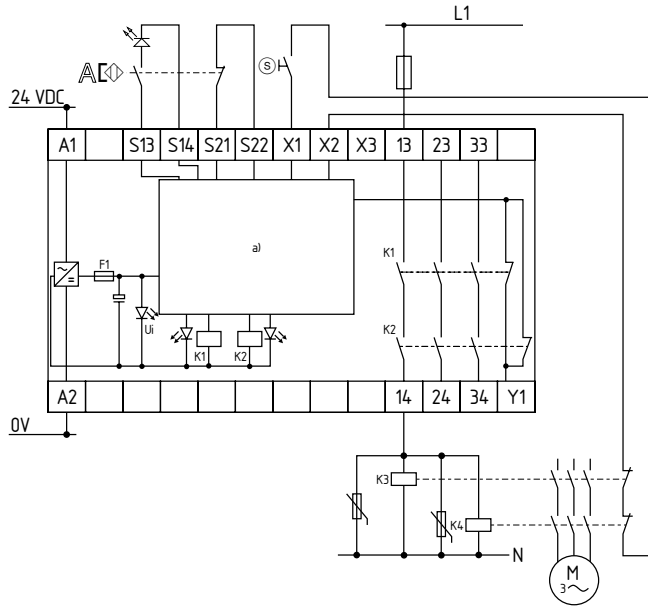 L1
S
A
24 VDC
A1 S13 S14 S21 S22 X1 X2 X3 13 23 33
a)
K1
F1
Ui
K1 K2
K2
A2 14 24 34 Y1
0V
K3
K4
N
M
3